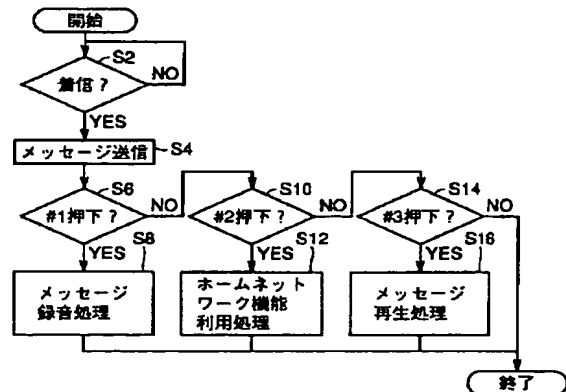 開始
S2
着信？
NO
YES
メッセージ送信
S4
S6
S10
S14
#1押下？
NO
#2押下？
NO
#3押下？
NO
YES
S8
YES
S12
YES
S16
メッセージ
録音処理
ホームネット
ワーク機能
利用処理
メッセージ
再生処理
終了